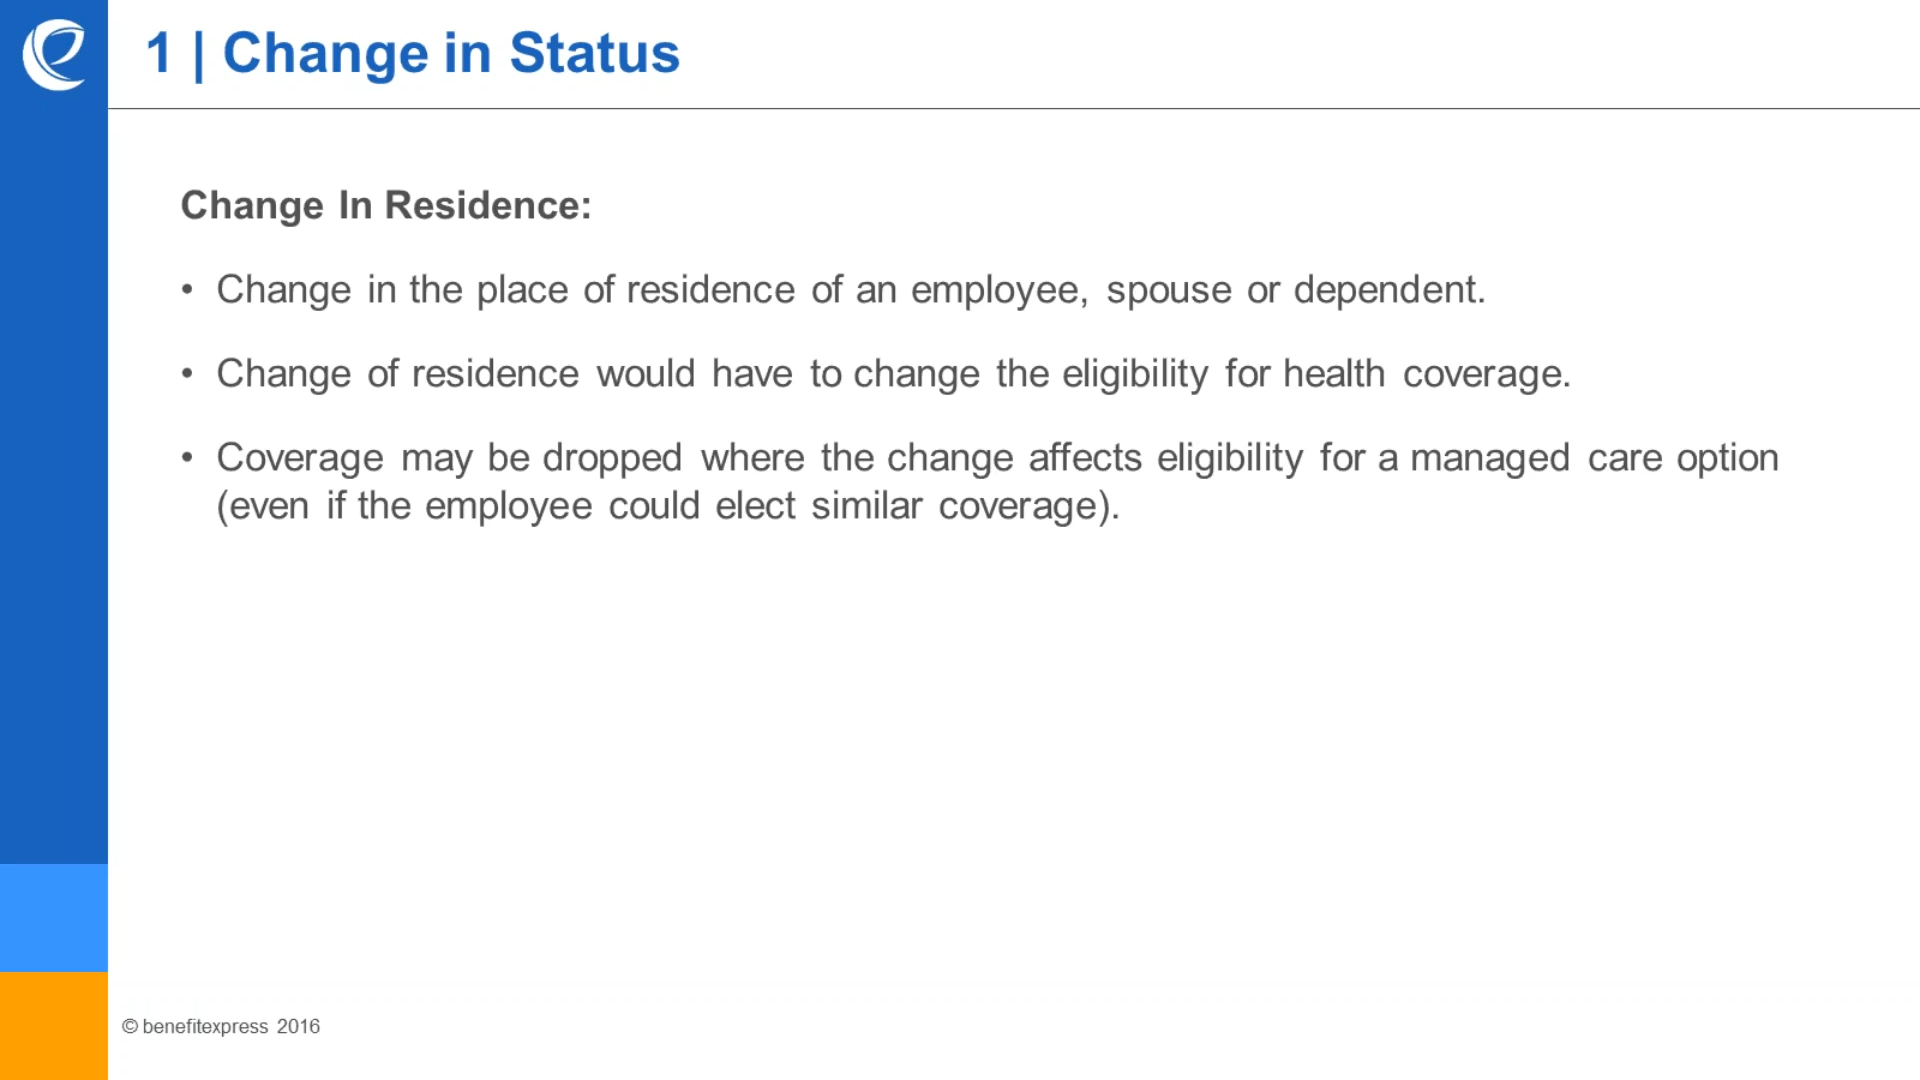 1 | Change in Status
Change In Residence:
• Change in the place of residence of an employee, spouse or dependent.
• Change of residence would have to change the eligibility for health coverage.
• Coverage may be dropped where the change affects eligibility for a managed care option
(even if the employee could elect similar coverage).
© benefitexpress 2016